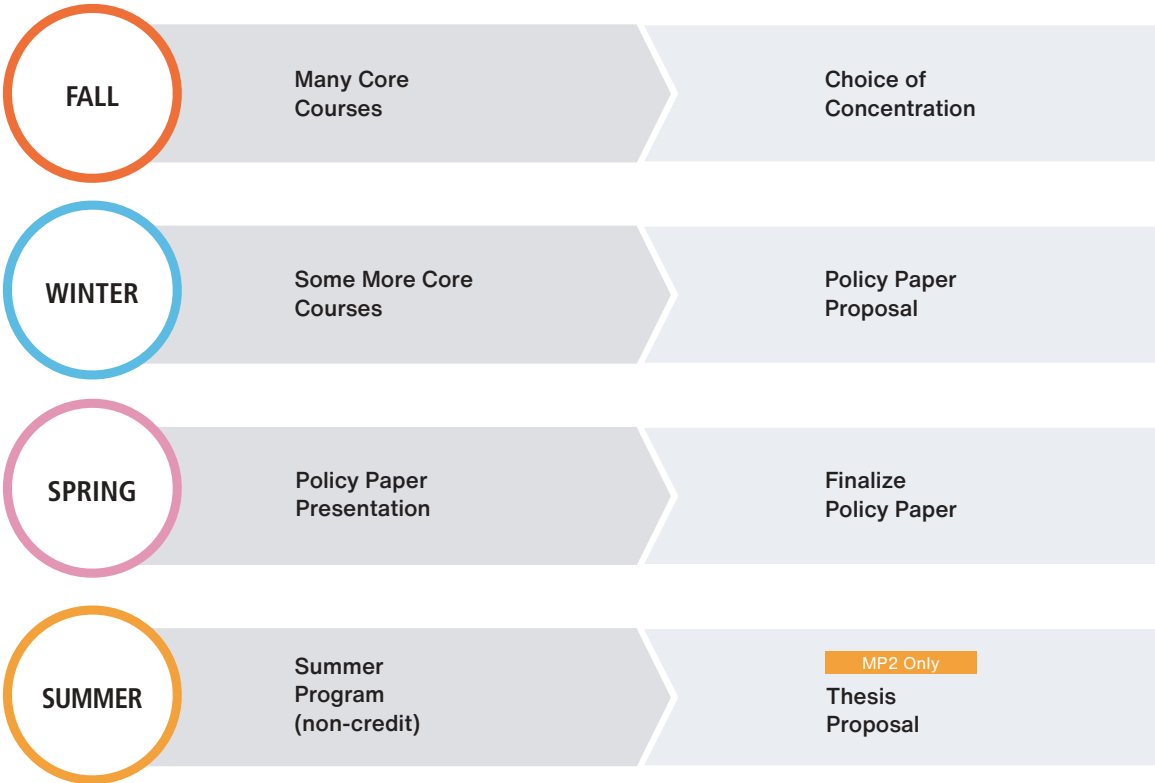 FALL
Many Core
Courses
Choice of
Concentration
WINTER
Some More Core
Courses
Policy Paper
Proposal
SPRING
Policy Paper
Presentation
Finalize
Policy Paper
SUMMER
Summer
Program
(non-credit)
MP2 Only
Thesis
Proposal